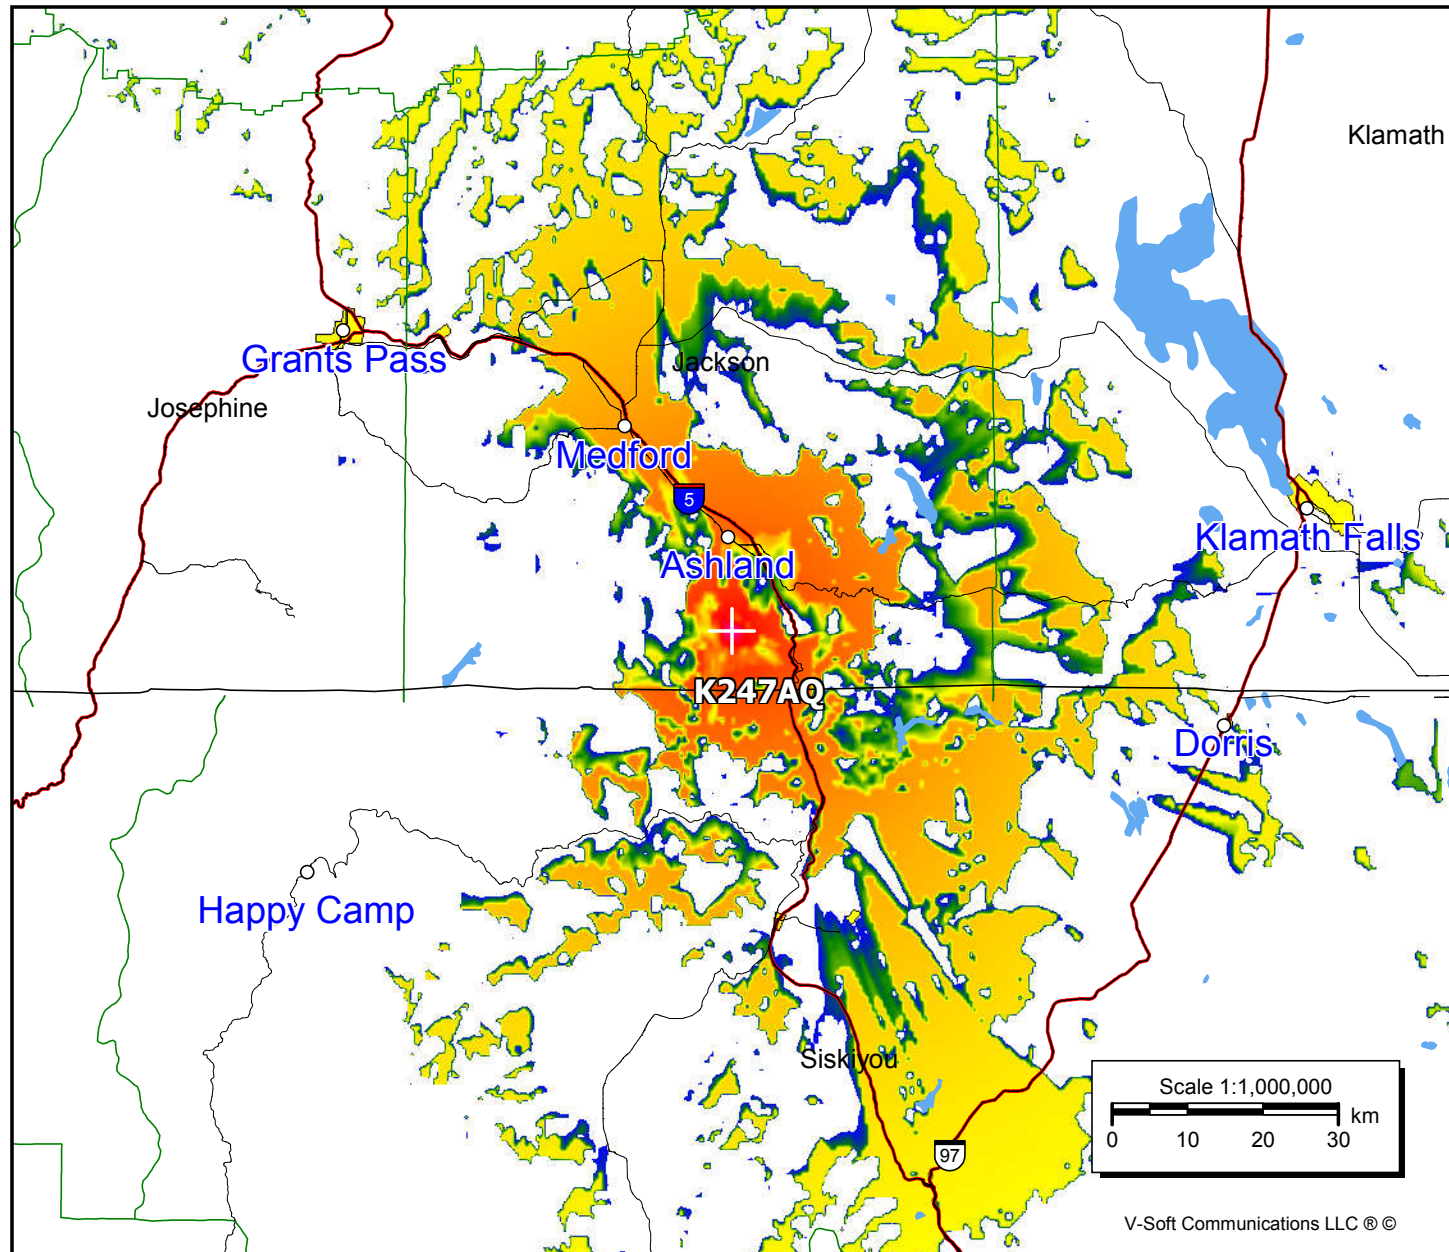 Klamath
Grants Pass
Jackson
Josephine
Medford
5
Klamath Falls
Ashland
K247AQ
Dorris
Happy Camp
Siskiyou
Scale 1:1,000,000
km
0 10 20 30
97
V-Soft Communications LLC ® ©